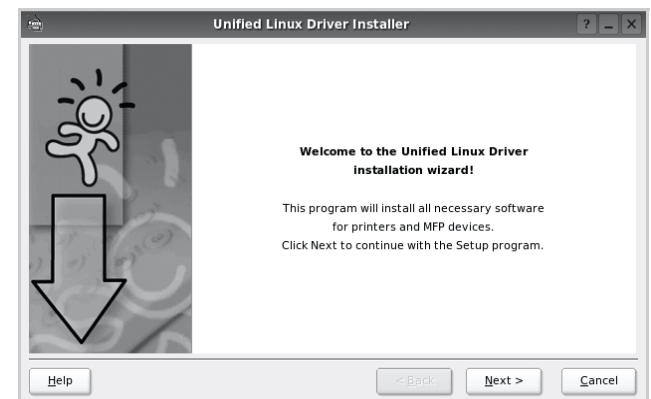 Unified Linux Driver Installer
?
Welcome to the Unified Linux Driver
installation wizard!
This program will install all necessary software
for printers and MFP devices.
Click Next to continue with the Setup program.
Help
< Back
Next >
Cancel